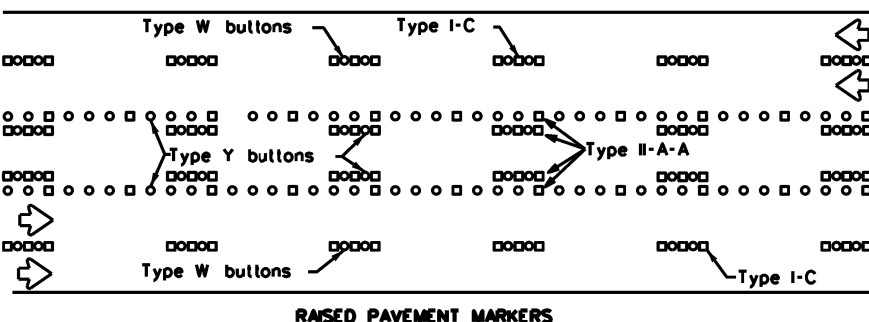 Type W buttons Type I-C
Type Y buttons Type II-A-A
Type W buttons Type I-C
RAISED PAVEMENT MARKERS